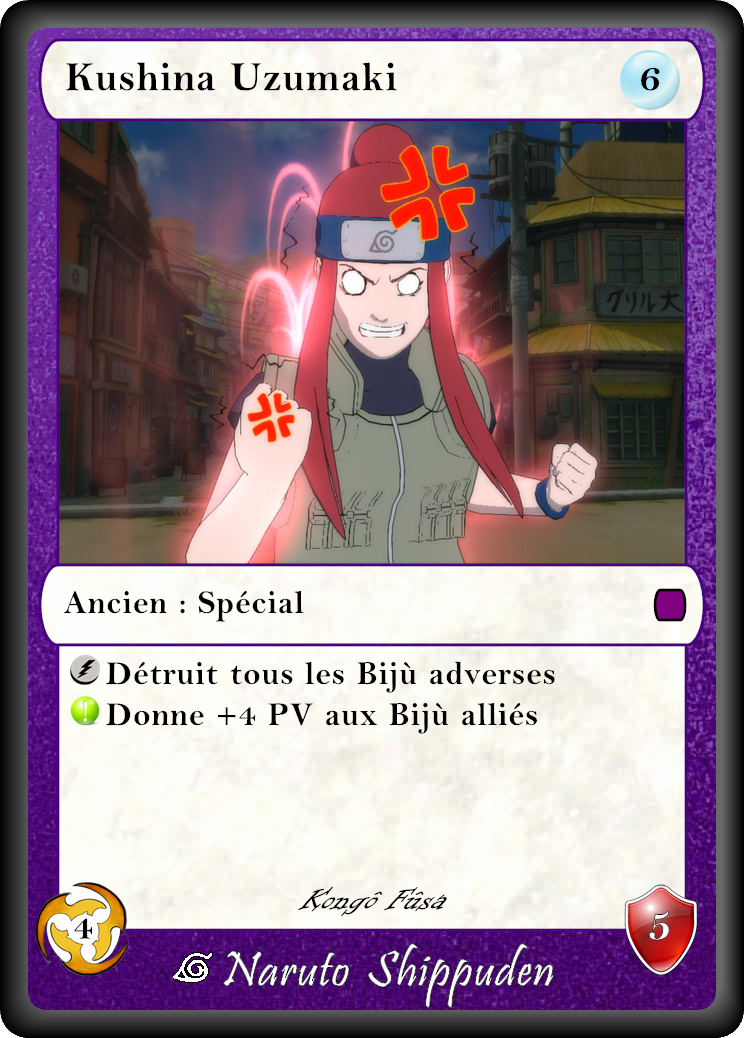 Kushina Uzumaki
6
グリル大
Ancien : Spécial
Détruit tous les Bijù adverses
Donne +4 PV aux Bijù alliés
Kongô Fûsa
4
5
Naruto Shippuden